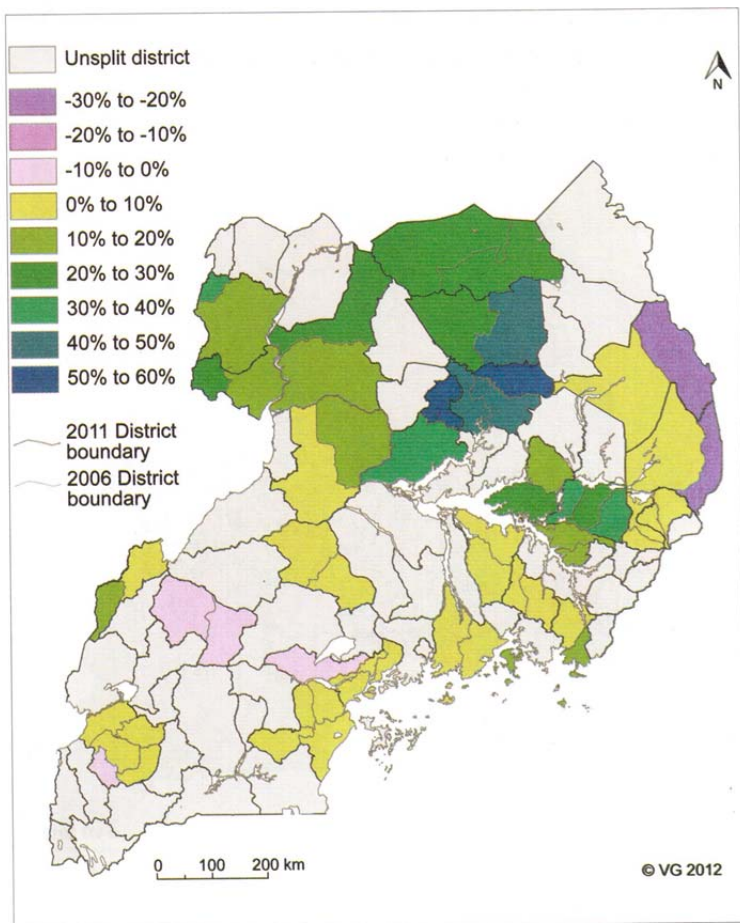 Unsplit district
-30% to -20%
-20% to -10%
-10% to 0%
0% to 10%
10% to 20%
20% to 30%
30% to 40%
40% to 50%
50% to 60%
2011 District
boundary
2006 District
boundary
N
0 100 200 km
© VG 2012